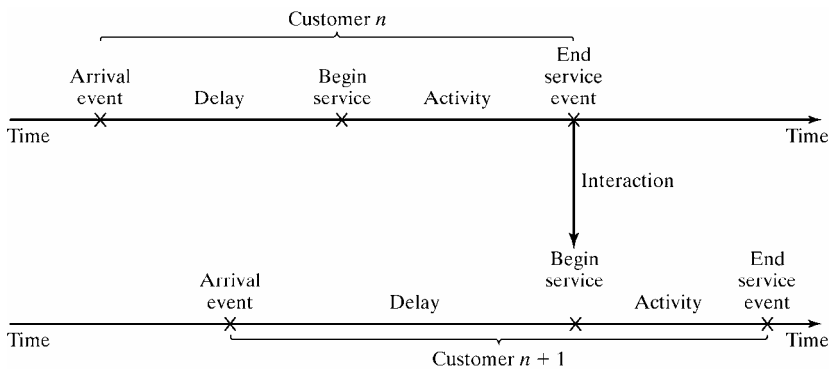 Customer n
Arrival
event
Delay
Begin
service
Activity
End
service
event
Time
Time
Interaction
Arrival
event
Delay
Begin
service
Activity
End
service
event
Time
Time
Customer n + 1